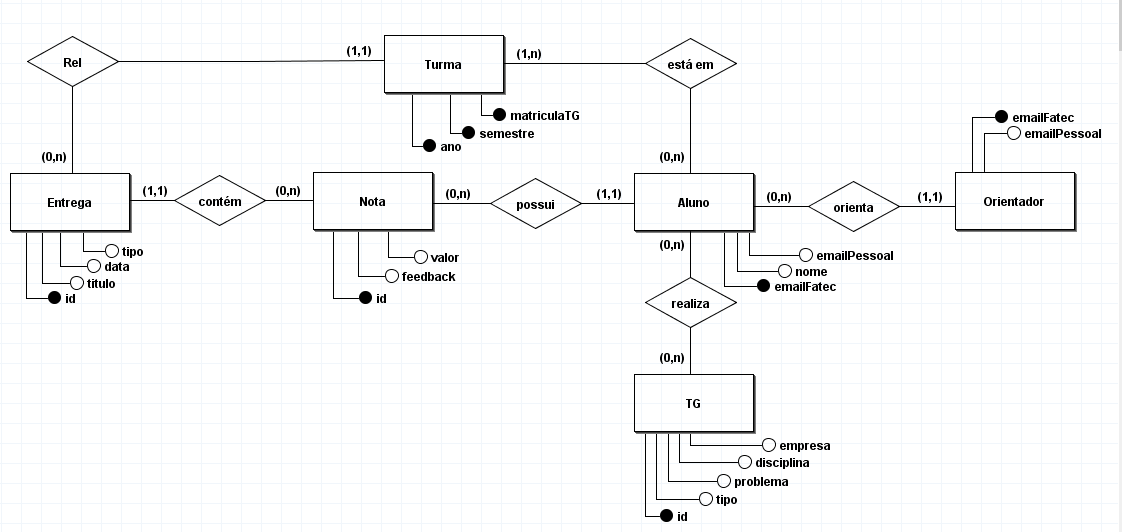 Rel
(1,1)
Turma
(1,n)
está em
matriculaTG
semestre
ano
(0,n)
Entrega
(1,1)
contém
(0,n)
Nota
(0,n)
possui
(1,1)
(0,n)
Aluno
(0,n)
orienta
(1,1)
Orientador
emailFatec
emailPessoal
tipo
data
titulo
id
valor
feedback
id
emailPessoal
nome
emailFatec
(0,n)
realiza
(0,n)
TG
empresa
disciplina
problema
tipo
id